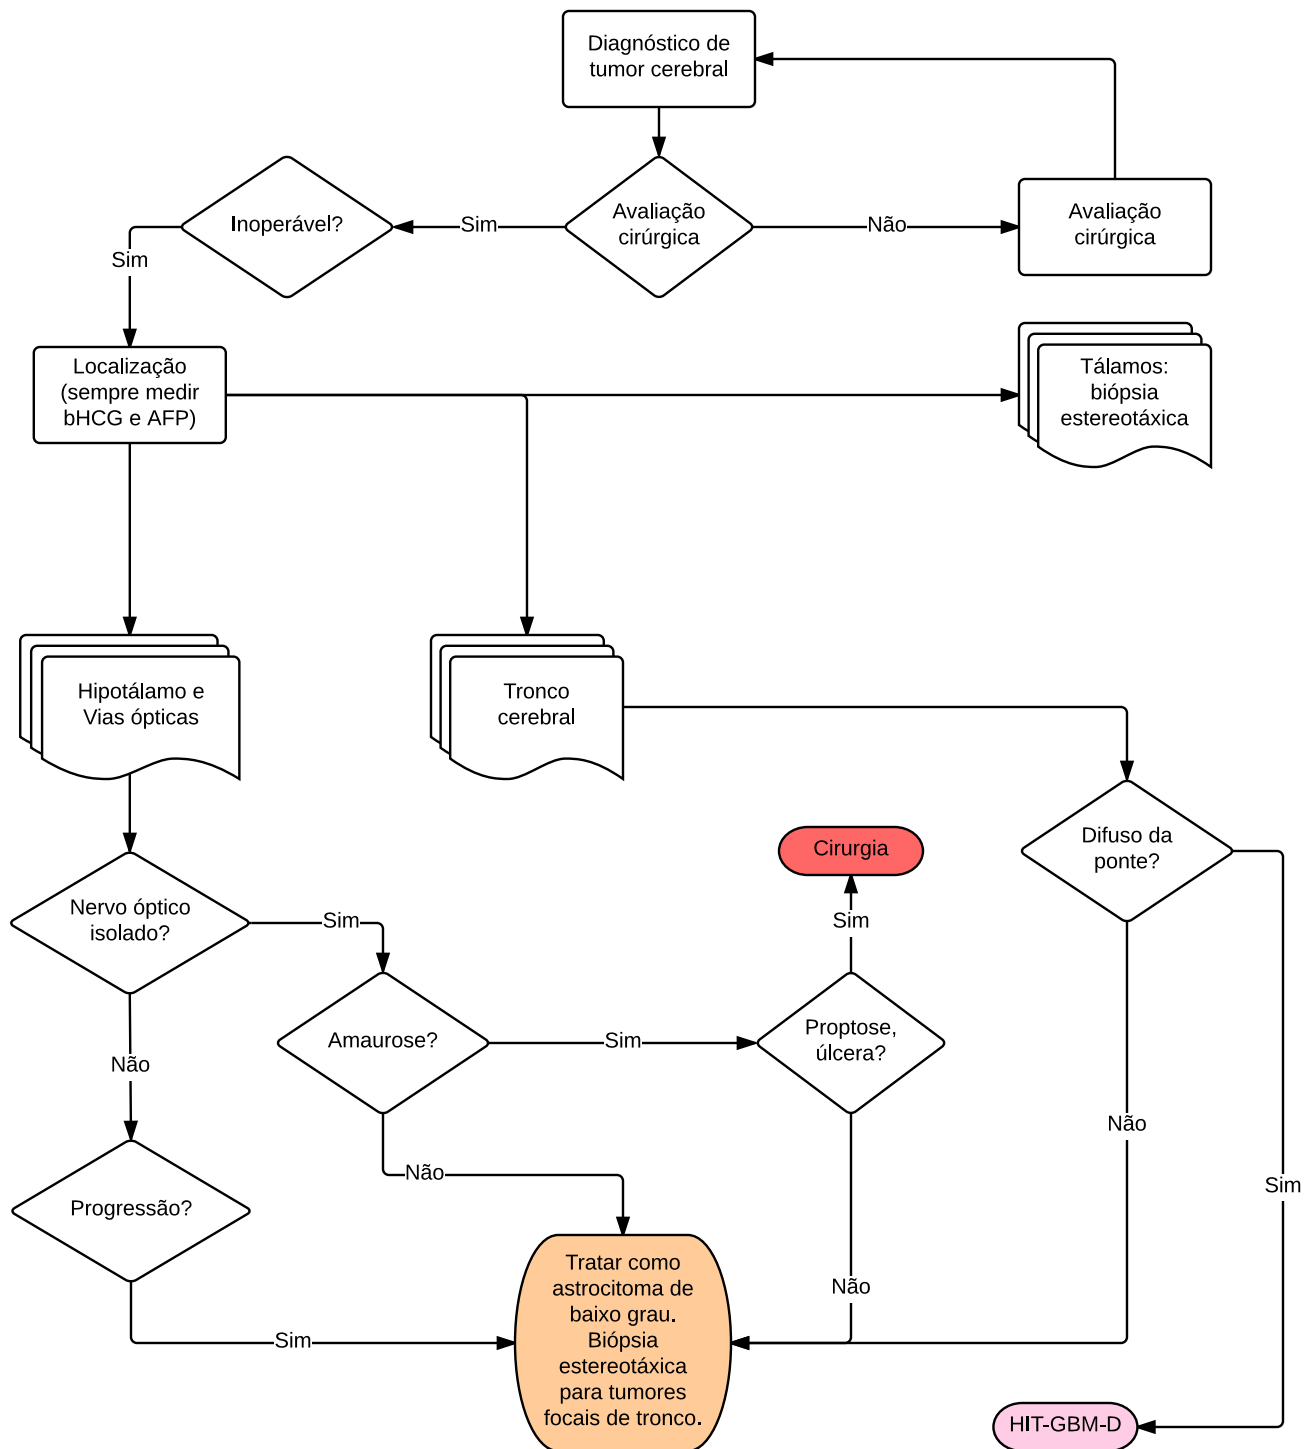 Diagnóstico de
tumor cerebral
Inoperável?
Sim
Avaliação
cirúrgica
Não
Avaliação
cirúrgica
Sim
Localização
(sempre medir
bHCG e AFP)
Tálamos:
biópsia
estereotáxica
Hipotálamo e
Vias ópticas
Tronco
cerebral
Cirurgia
Difuso da
ponte?
Nervo óptico
isolado?
Sim
Sim
Amaurose?
Sim
Proptose,
úlcera?
Não
Não
Não
Sim
Progressão?
Tratar como
astrocitoma de
baixo grau.
Biópsia
estereotáxica
para tumores
focais de tronco.
Não
Sim
HIT-GBM-D